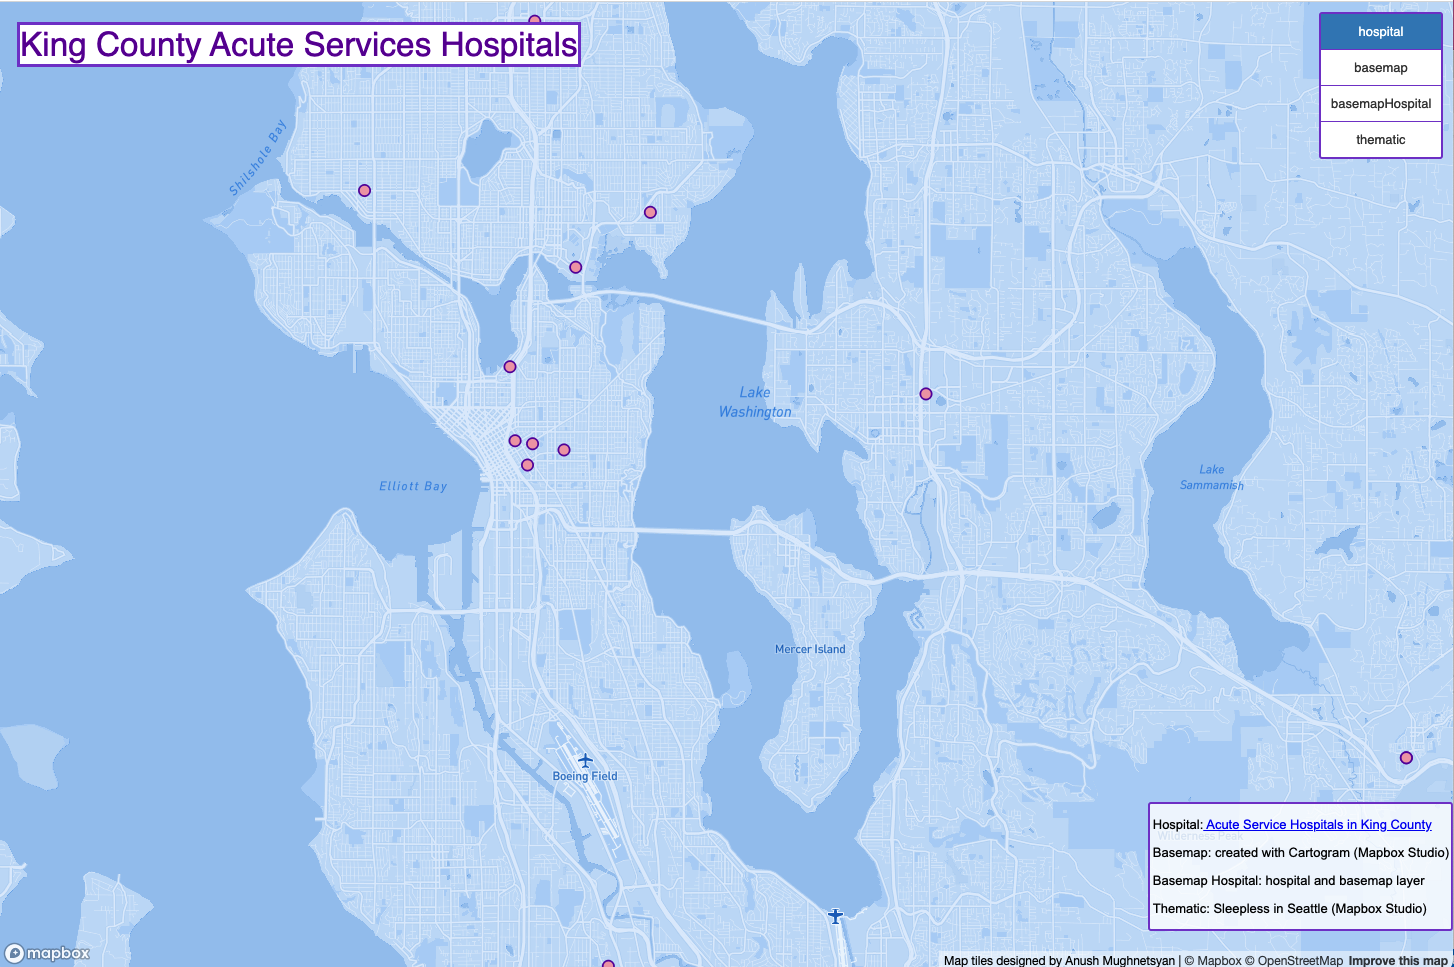 King County Acute Services Hospitals
hospital
basemap
basemapHospital
thematic
Shilshole Bay
Lake
Washington
Elliott Bay
Lake
Sammamish
Mercer Island
Boeing Field
Hospital: Acute Service Hospitals in King County
Wilderness Peak
Basemap: created with Cartogram (Mapbox Studio)
Basemap Hospital: hospital and basemap layer
Thematic: Sleepless in Seattle (Mapbox Studio)
mapbox
Map tiles designed by Anush Mughnetsyan | © Mapbox © OpenStreetMap Improve this map